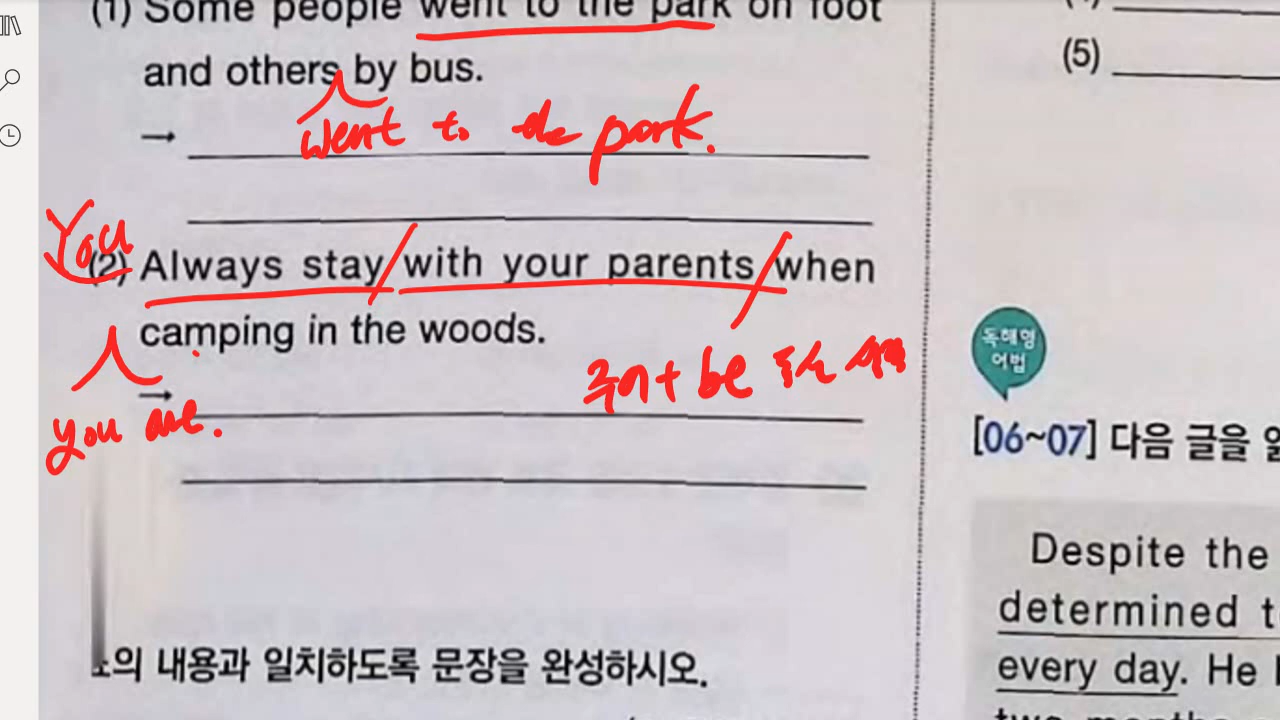 (1) Some people went to the park on foot
and others by bus.
went to the park.
→
You
(2) Always stay/with your parents/when
camping in the woods.
주어+ be 동사 생략
→
you are.
의 내용과 일치하도록 문장을 완성하시오.
(5)
독해형
어법
[06~07] 다음 글을 읽
Despite the
determined t
every day. He
two months